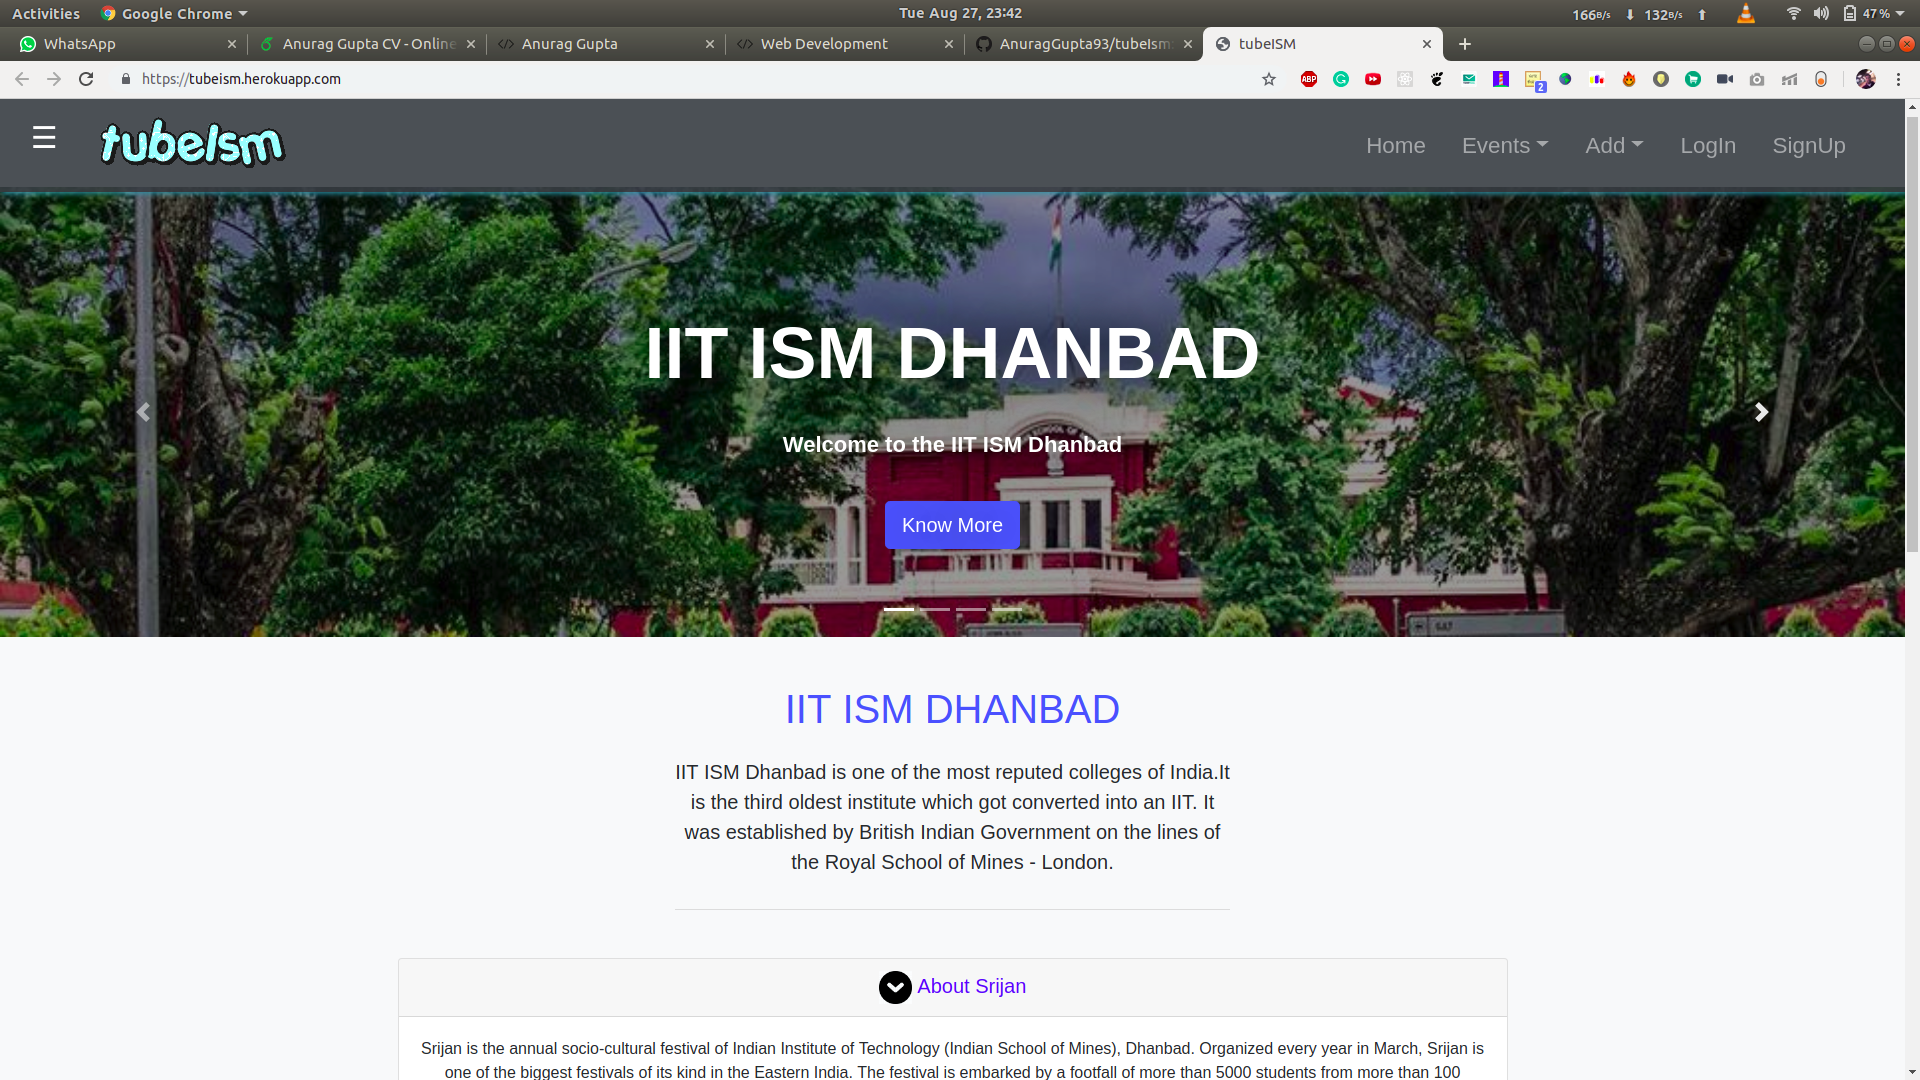 Activities Google Chrome Tue Aug 27, 23:42 166B/s 132B/s 47%
WhatsApp Anurag Gupta CV - Online Anurag Gupta Web Development AnuragGupta93/tubeIsm tubeISM
https://tubeism.herokuapp.com ABP 2
☰ tubeIsm Home Events Add LogIn SignUp
IIT ISM DHANBAD
Welcome to the IIT ISM Dhanbad
Know More
IIT ISM DHANBAD
IIT ISM Dhanbad is one of the most reputed colleges of India.It
is the third oldest institute which got converted into an IIT. It
was established by British Indian Government on the lines of
the Royal School of Mines - London.
About Srijan
Srijan is the annual socio-cultural festival of Indian Institute of Technology (Indian School of Mines), Dhanbad. Organized every year in March, Srijan is
one of the biggest festivals of its kind in the Eastern India. The festival is embarked by a footfall of more than 5000 students from more than 100